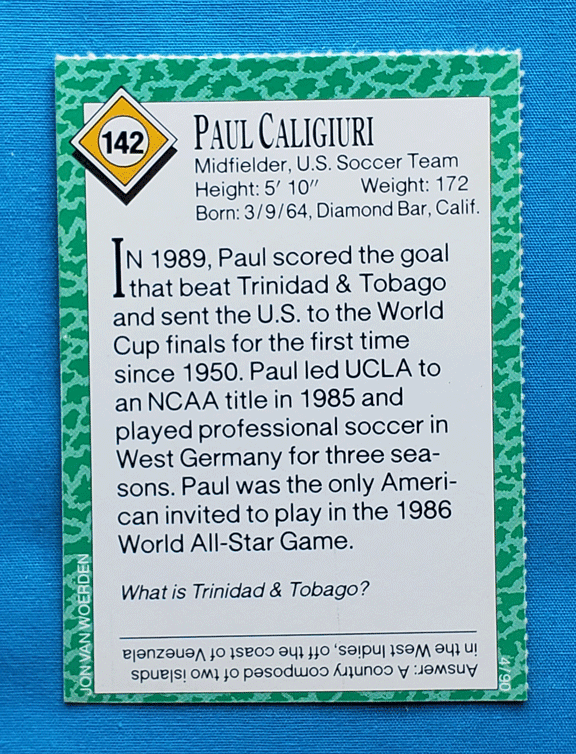 142
PAUL CALIGIURI
Midfielder, U.S. Soccer Team
Height: 5′ 10″ Weight: 172
Born: 3/9/64, Diamond Bar, Calif.
IN 1989, Paul scored the goal
that beat Trinidad & Tobago
and sent the U.S. to the World
Cup finals for the first time
since 1950. Paul led UCLA to
an NCAA title in 1985 and
played professional soccer in
West Germany for three sea-
sons. Paul was the only Ameri-
can invited to play in the 1986
World All-Star Game.
What is Trinidad & Tobago?
Answer: A country composed of two islands
in the West Indies, off the coast of Venezuela
JON VAN WOERDEN
4/90